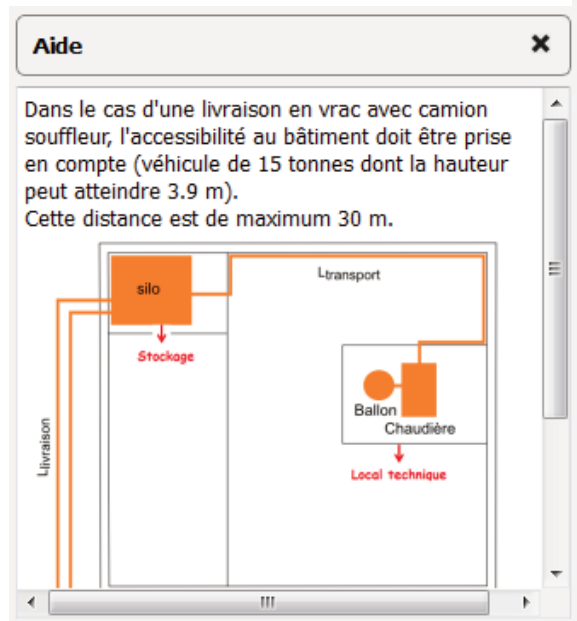 Aide
Dans le cas d'une livraison en vrac avec camion
souffleur, l'accessibilité au bâtiment doit être prise
en compte (véhicule de 15 tonnes dont la hauteur
peut atteindre 3.9 m).
Cette distance est de maximum 30 m.
silo
Ltransport
Stockage
Ballon
Chaudière
Llivraison
Local technique